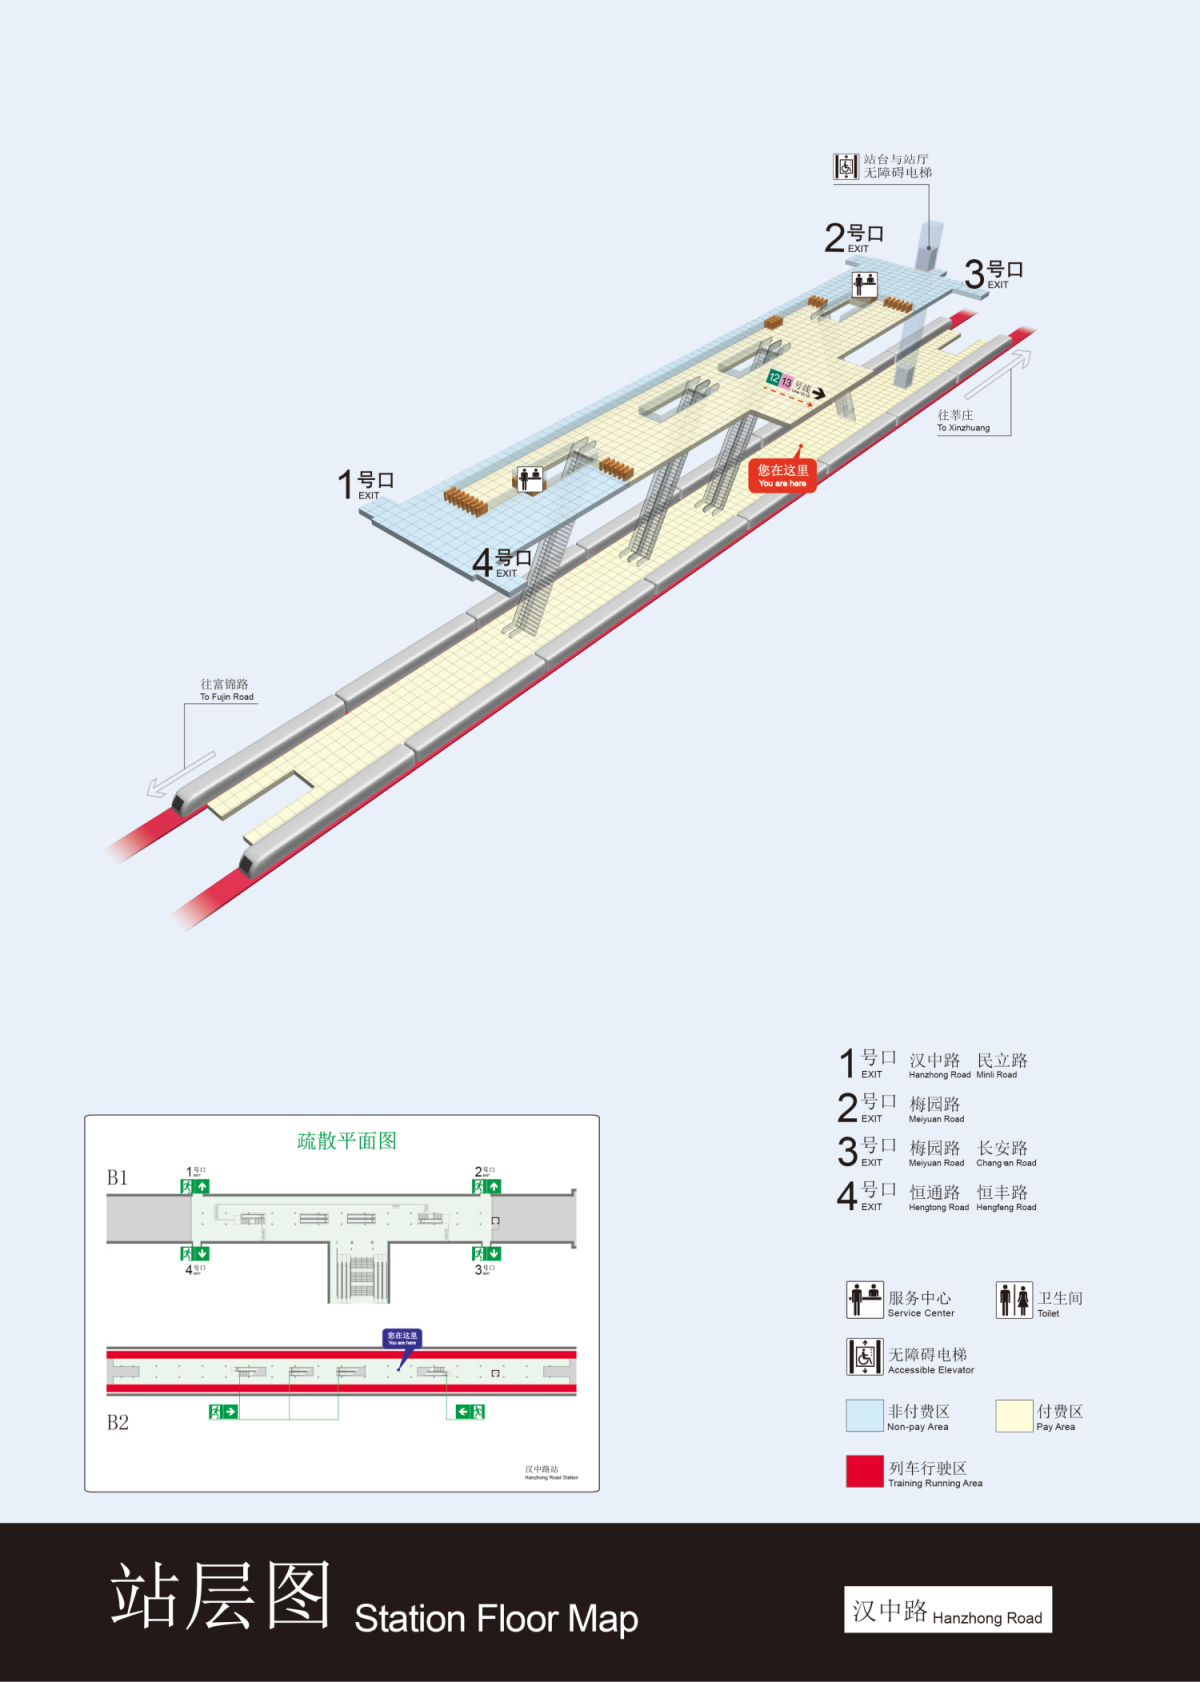 站台与站厅
无障碍电梯
2号口
EXIT
3号口
EXIT
12 13 号线
往莘庄
To Xinzhuang
您在这里
You are here
1号口
EXIT
4号口
EXIT
往富锦路
To Fujin Road
1号口 汉中路 民立路
EXIT Hanzhong Road Minli Road
2号口 梅园路
EXIT Meiyuan Road
3号口 梅园路 长安路
EXIT Meiyuan Road Chang'an Road
4号口 恒通路 恒丰路
EXIT Hengtong Road Hengfeng Road
疏散平面图
B1
1号口
EXIT
2号口
EXIT
4号口
EXIT
3号口
EXIT
您在这里
You are here
B2
汉中路站
Hanzhong Road Station
服务中心
Service Center
卫生间
Toilet
无障碍电梯
Accessible Elevator
非付费区
Non-pay Area
付费区
Pay Area
列车行驶区
Training Running Area
站层图 Station Floor Map
汉中路 Hanzhong Road